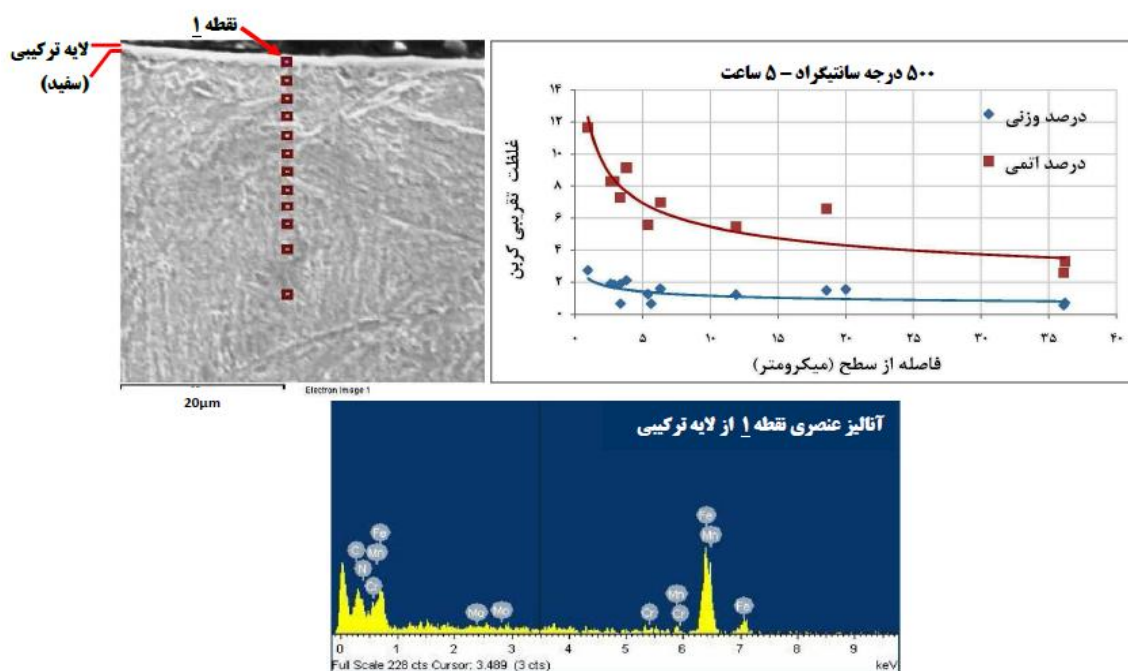 نقطه 1
لایه ترکیبی
(سفید)
Electron Image 1
20µm
۵۰۰ درجه سانتیگراد – ۵ ساعت
درصد وزنی
درصد اتمی
غلظت تقریبی کربن
۱۴
۱۲
۱۰
۸
۶
۴
۲
۰
۰ ۵ ۱۰ ۱۵ ۲۰ ۲۵ ۳۰ ۳۵ ۴۰
فاصله از سطح (میکرومتر)
آنالیز عنصری نقطه 1 از لایه ترکیبی
Fe
C Mn
N
Cr
Mo Mo
Fe
Mn
Mn
Cr Cr
Fe
0 1 2 3 4 5 6 7 8 9
Full Scale 228 cts Cursor: 3.489 (3 cts) keV